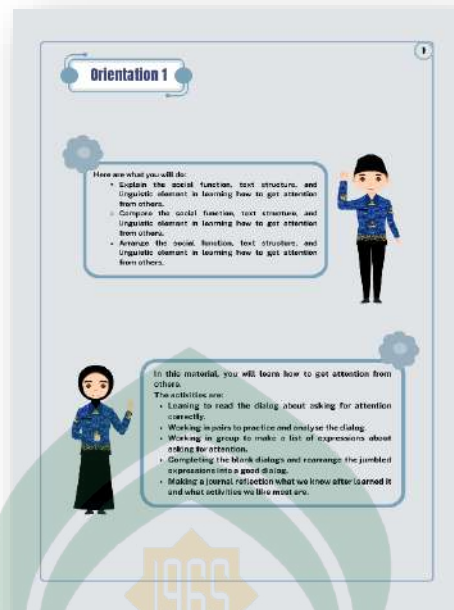 1
Orientation 1
Here are what you will do:
• Explain the social function, text structure, and
linguistic element in learning how to get attention
from others.
• Compare the social function, text structure, and
linguistic element in learning how to get attention
from others.
• Arrange the social function, text structure, and
linguistic element in learning how to get attention
from others.
In this material, you will learn how to get attention from
others.
The activities are:
• Leaning to read the dialog about asking for attention
correctly.
• Working in pairs to practice and analyse the dialog.
• Working in group to make a list of expressions about
asking for attention.
• Completing the blank dialogs and rearrange the jumbled
expressions into a good dialog.
• Making a journal reflection what we know after learned it
and what activities we like most are.
1965